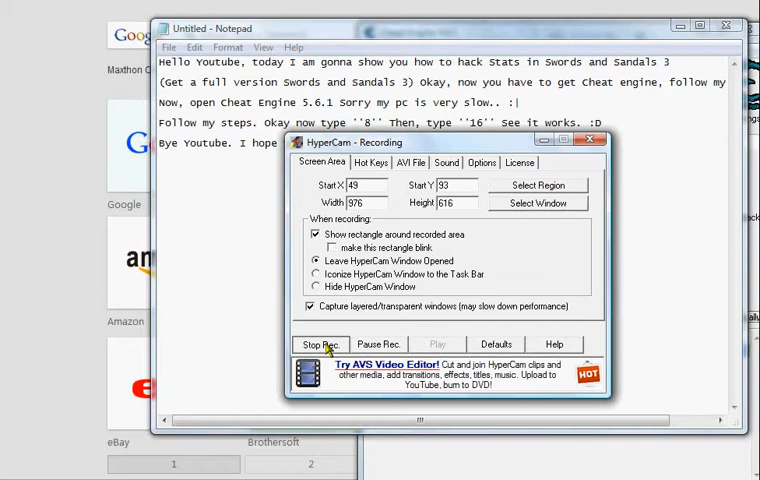 Untitled - Notepad
File Edit Format View Help
Hello Youtube, today I am gonna show you how to hack Stats in Swords and Sandals 3
(Get a full version Swords and Sandals 3) Okay, now you have to get Cheat engine, follow my
Now, open Cheat Engine 5.6.1 Sorry my pc is very slow.. :|
Follow my steps. Okay now type ''8'' Then, type ''16'' See it works. :D
Bye Youtube. I hope
Goo
Maxthon C
Google
am
Amazon
eBay
Brothersoft
1
2
HyperCam - Recording
Screen Area Hot Keys AVI File Sound Options License
Start X 49 Start Y 93 Select Region
Width 976 Height 616 Select Window
When recording:
Show rectangle around recorded area
make this rectangle blink
Leave HyperCam Window Opened
Iconize HyperCam Window to the Task Bar
Hide HyperCam Window
Capture layered/transparent windows (may slow down performance)
Stop Rec. Pause Rec. Play Defaults Help
Try AVS Video Editor! Cut and join HyperCam clips and
other media, add transitions, effects, titles, music. Upload to
YouTube, burn to DVD!
HOT